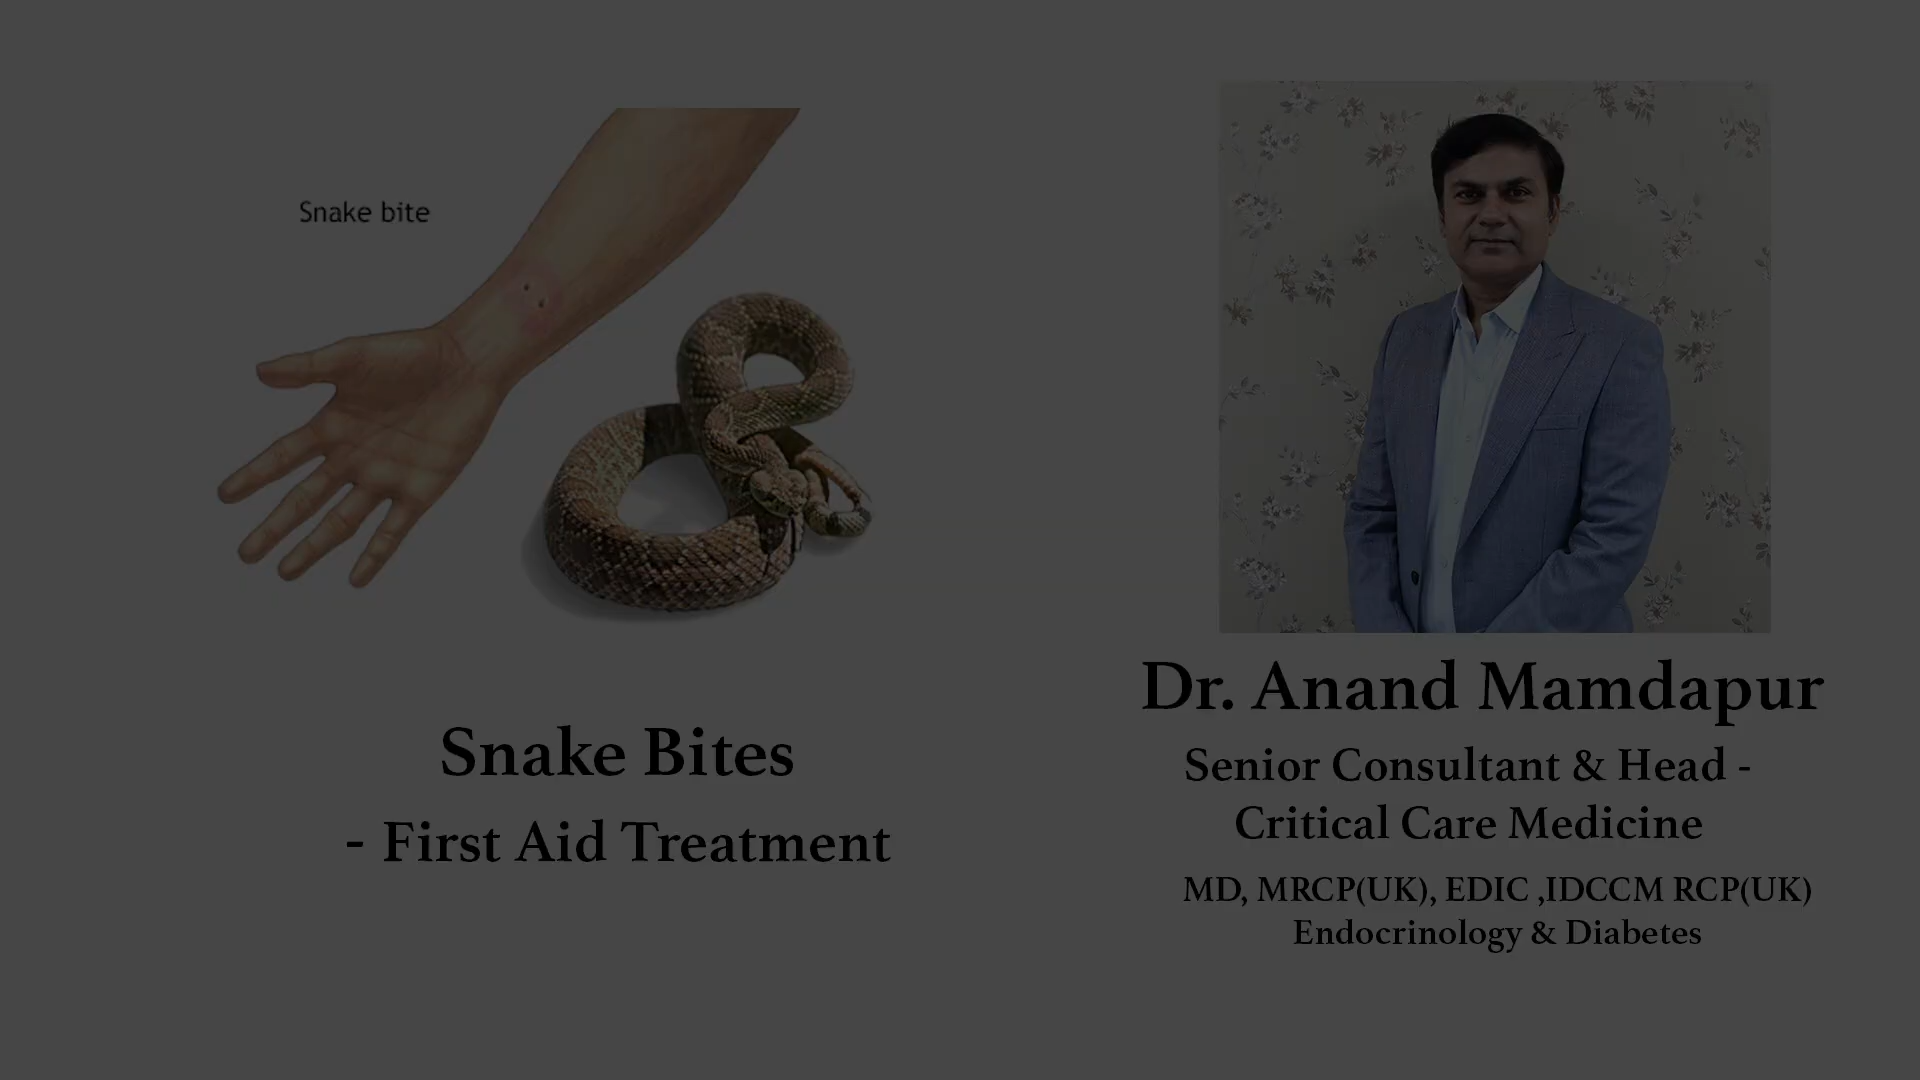 Snake bite
Snake Bites
- First Aid Treatment
Dr. Anand Mamdapur
Senior Consultant & Head -
Critical Care Medicine
MD, MRCP(UK), EDIC ,IDCCM RCP(UK)
Endocrinology & Diabetes